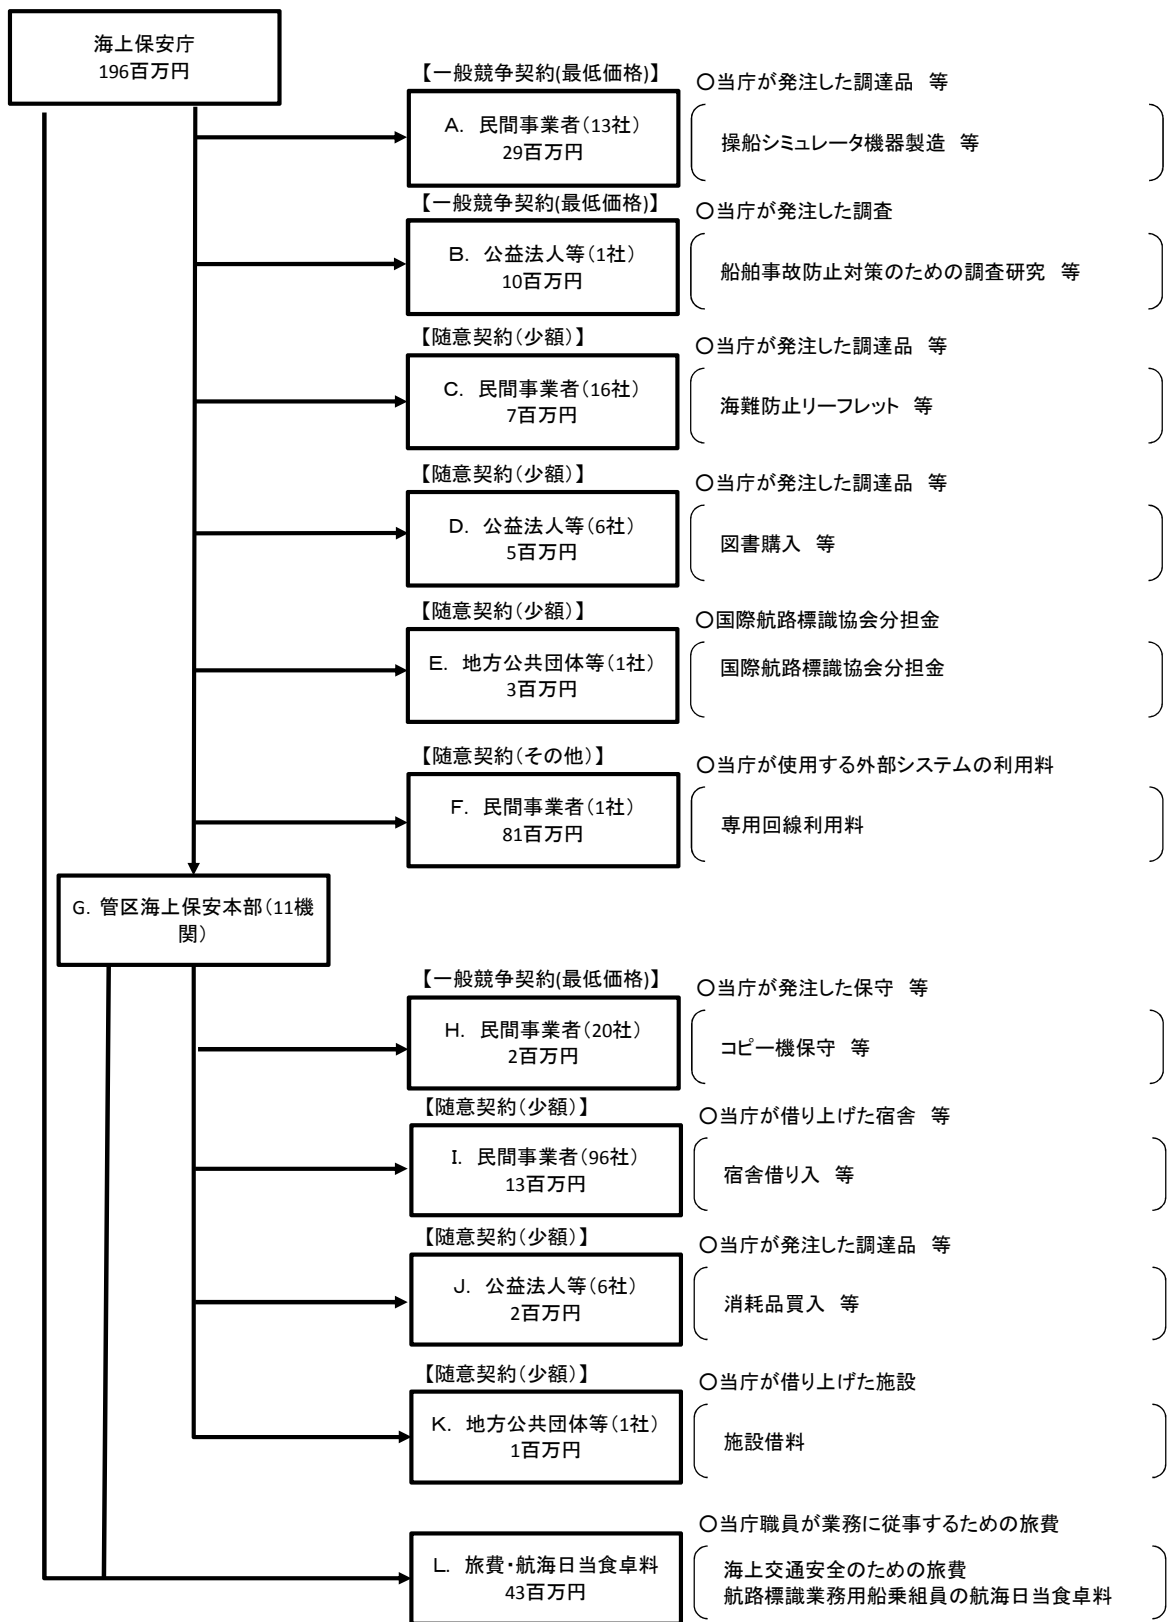 海上保安庁
196百万円
【一般競争契約(最低価格)】
○当庁が発注した調達品　等
A.　民間事業者（13社）
29百万円
操船シミュレータ機器製造　等
【一般競争契約(最低価格)】
○当庁が発注した調査
B.　公益法人等（1社）
10百万円
船舶事故防止対策のための調査研究　等
【随意契約（少額）】
○当庁が発注した調達品　等
C.　民間事業者（16社）
7百万円
海難防止リーフレット　等
【随意契約（少額）】
○当庁が発注した調達品　等
D.　公益法人等（6社）
5百万円
図書購入　等
【随意契約（少額）】
○国際航路標識協会分担金
E.　地方公共団体等（1社）
3百万円
国際航路標識協会分担金
【随意契約（その他）】
○当庁が使用する外部システムの利用料
F.　民間事業者（1社）
81百万円
専用回線利用料
G.　管区海上保安本部（11機
関）
【一般競争契約(最低価格)】
○当庁が発注した保守　等
H.　民間事業者（20社）
2百万円
コピー機保守　等
【随意契約（少額）】
○当庁が借り上げた宿舎　等
I.　民間事業者（96社）
13百万円
宿舎借り入　等
【随意契約（少額）】
○当庁が発注した調達品　等
J.　公益法人等（6社）
2百万円
消耗品買入　等
【随意契約（少額）】
○当庁が借り上げた施設
K.　地方公共団体等（1社）
1百万円
施設借料
○当庁職員が業務に従事するための旅費
L.　旅費・航海日当食卓料
43百万円
海上交通安全のための旅費
航路標識業務用船乗組員の航海日当食卓料